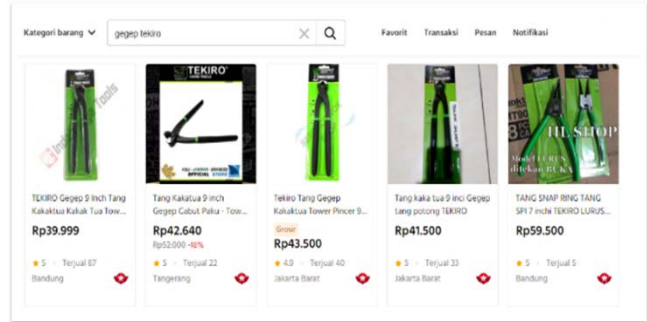 Kategori barang
gegep tekiro
Favorit Transaksi Pesan Notifikasi
TEKIRO
HL SHOP
Model LURUS
ditekan BUKA
TEKIRO Gegep 9 Inch Tang
Kakaktua Kakak Tua Tow...
Rp39.999
5 Terjual 87
Bandung
Tang Kakatua 9 inch
Gegep Cabut Paku - Tow...
Rp42.640
Rp52.000 -18%
5 Terjual 22
Tangerang
Tekiro Tang Gegep
Kakaktua Tower Pincer 9...
Grosir
Rp43.500
4.9 Terjual 40
Jakarta Barat
Tang kaka tua 9 inci Gegep
tang potong TEKIRO
Rp41.500
5 Terjual 33
Jakarta Barat
TANG SNAP RING TANG
SPI 7 inchi TEKIRO LURUS...
Rp59.500
5 Terjual 5
Bandung